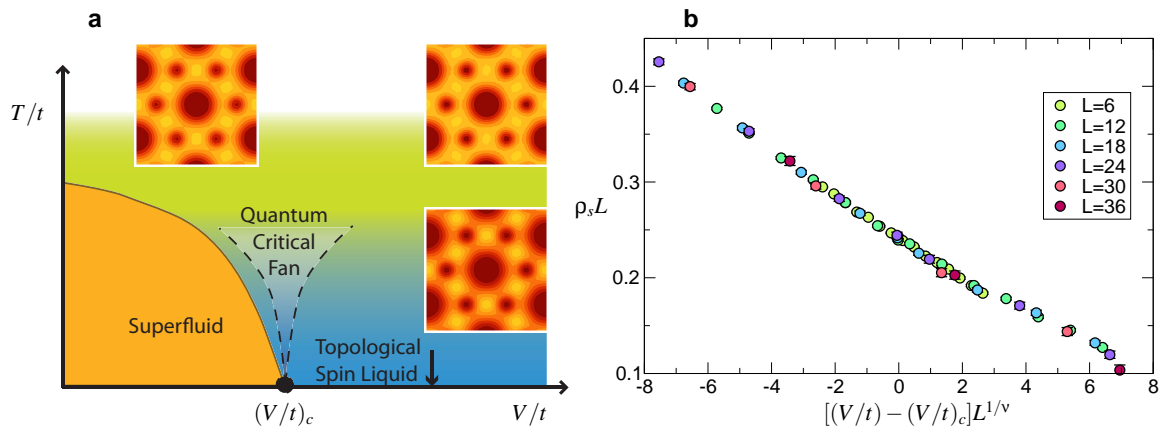 a
T/t
Quantum
Critical
Fan
Superfluid
Topological
Spin Liquid
(V/t)c
V/t
b
ρsL
0.4
0.3
0.2
0.1
-8 -6 -4 -2 0 2 4 6 8
[(V/t) − (V/t)c]L^{1/ν}
L=6
L=12
L=18
L=24
L=30
L=36